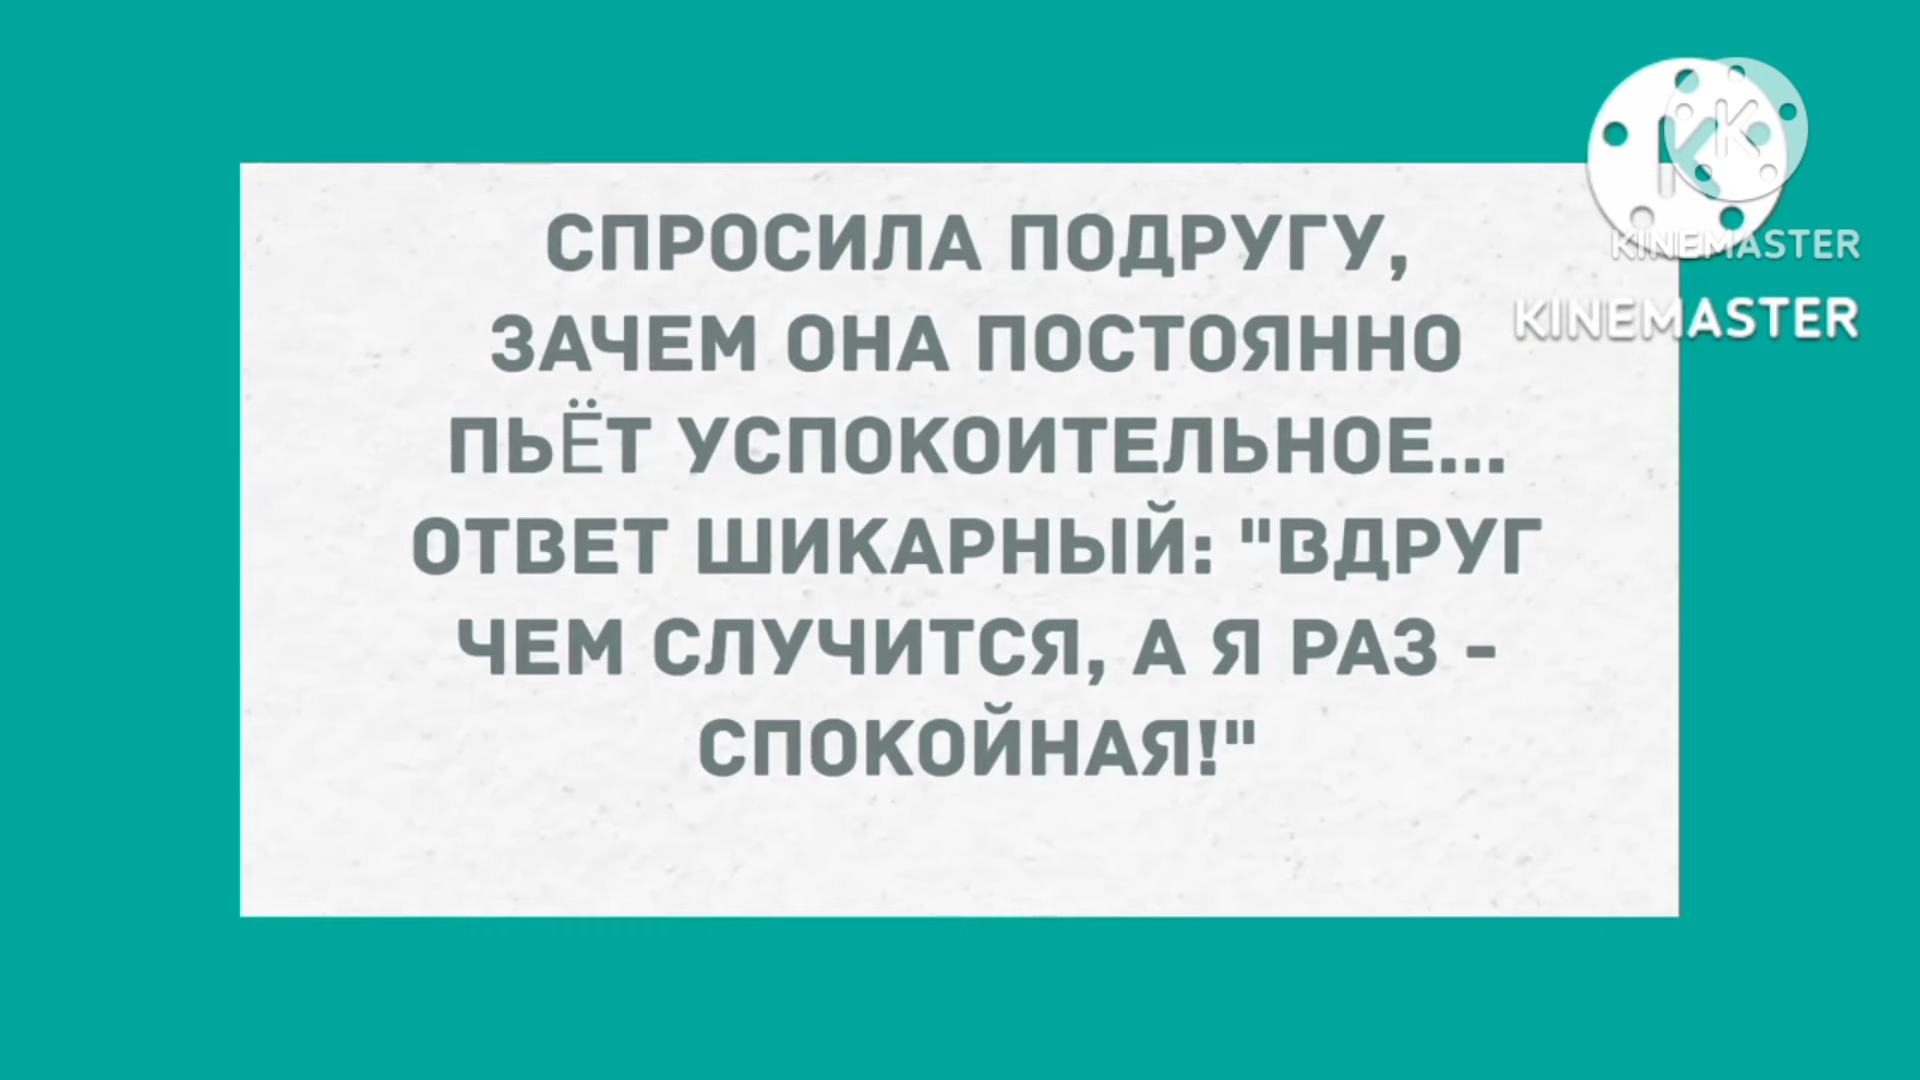 СПРОСИЛА ПОДРУГУ,
ЗАЧЕМ ОНА ПОСТОЯННО
ПЬЁТ УСПОКОИТЕЛЬНОЕ...
ОТВЕТ ШИКАРНЫЙ: "ВДРУГ
ЧЕМ СЛУЧИТСЯ, А Я РАЗ -
СПОКОЙНАЯ!"
K
K
KINEMASTER
KINEMASTER